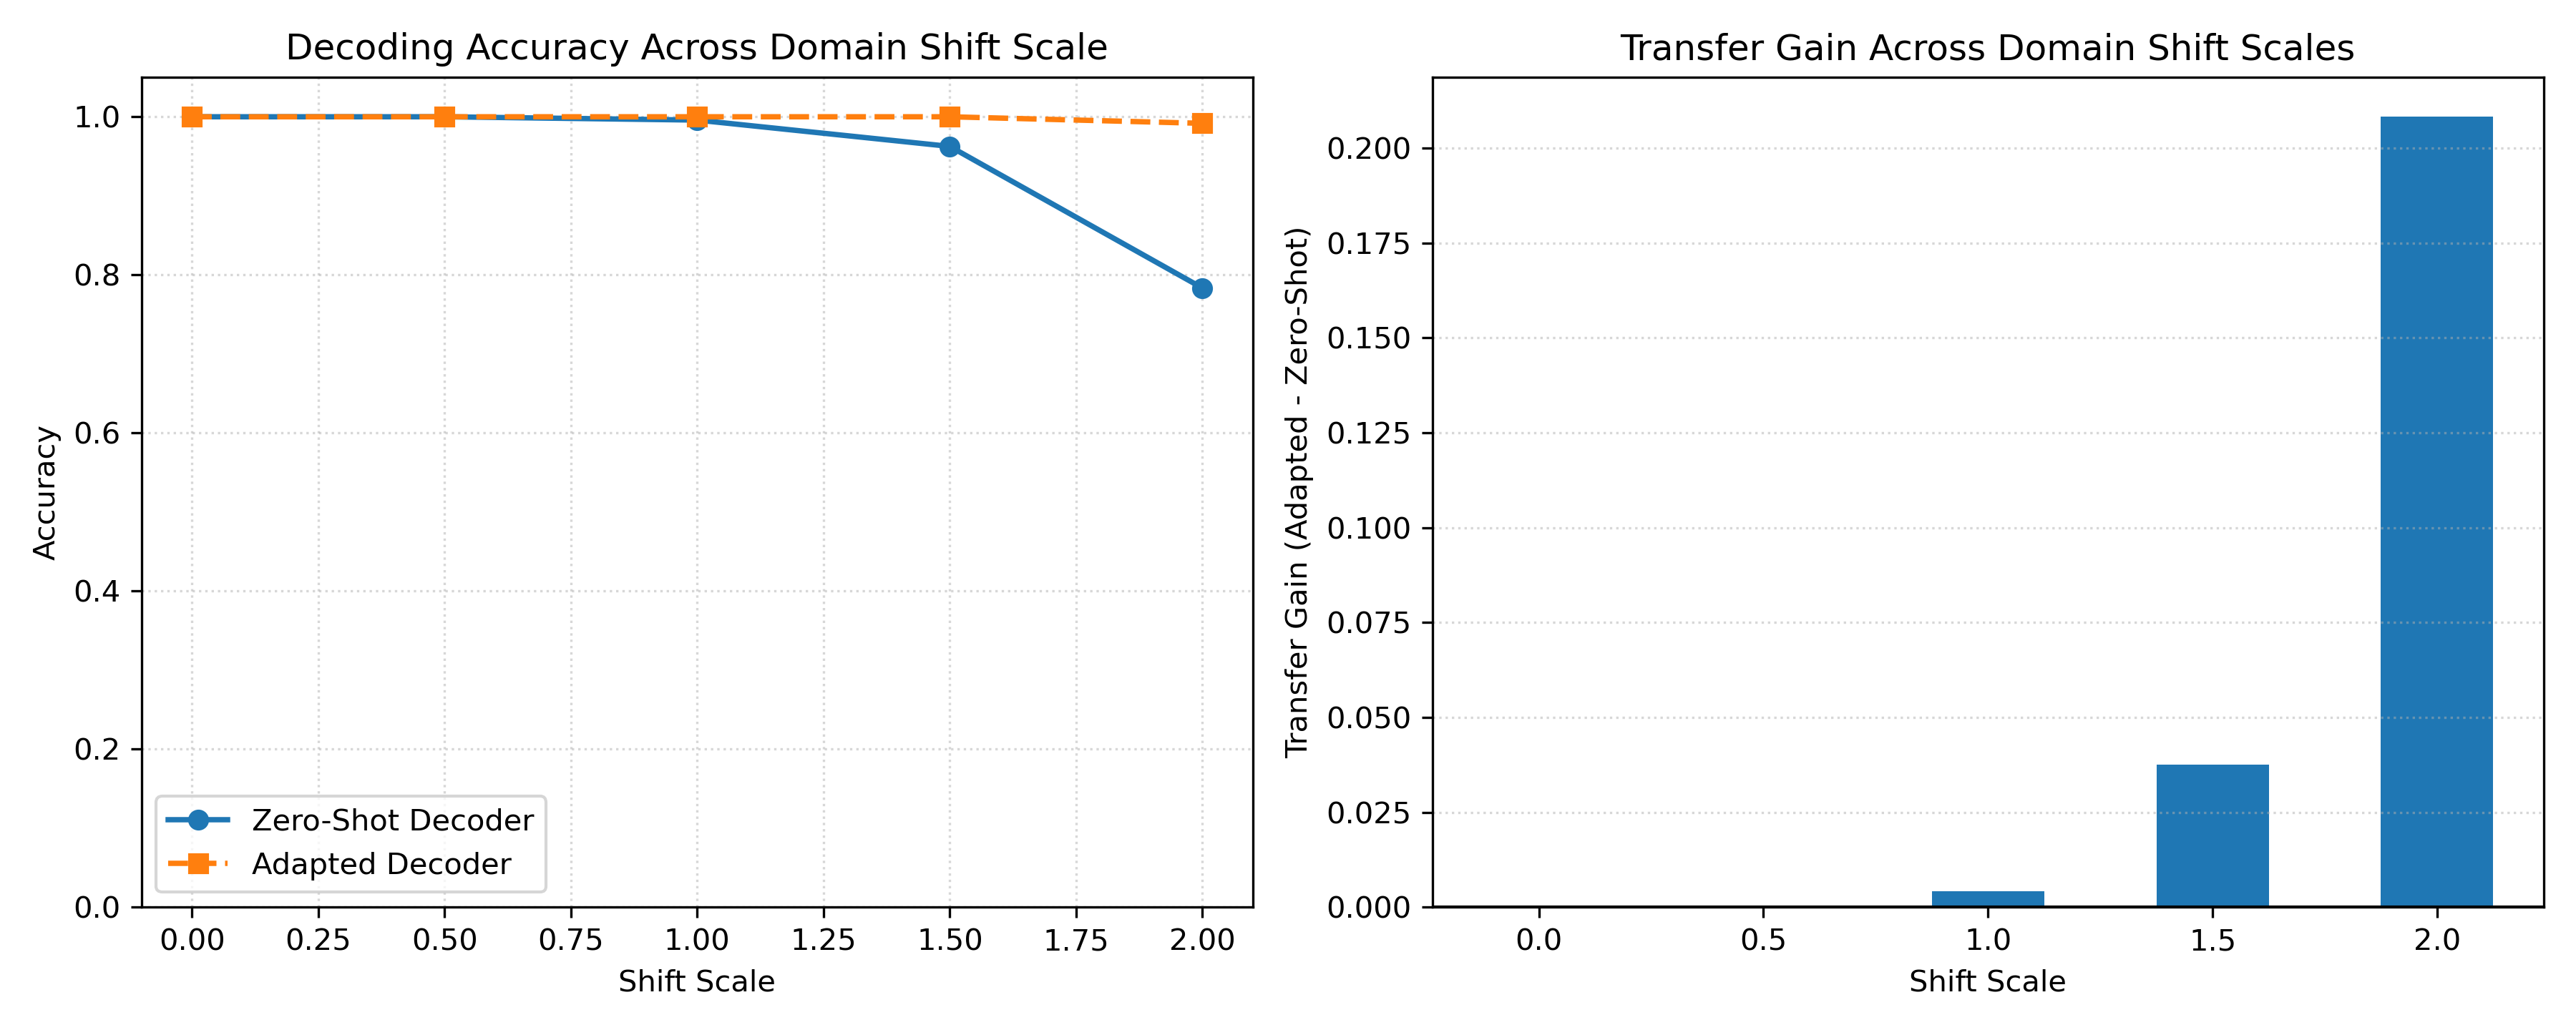 Decoding Accuracy Across Domain Shift Scale
Accuracy
1.0
0.8
0.6
0.4
0.2
0.0
Zero-Shot Decoder
Adapted Decoder
0.00 0.25 0.50 0.75 1.00 1.25 1.50 1.75 2.00
Shift Scale
Transfer Gain Across Domain Shift Scales
Transfer Gain (Adapted - Zero-Shot)
0.200
0.175
0.150
0.125
0.100
0.075
0.050
0.025
0.000
0.0 0.5 1.0 1.5 2.0
Shift Scale